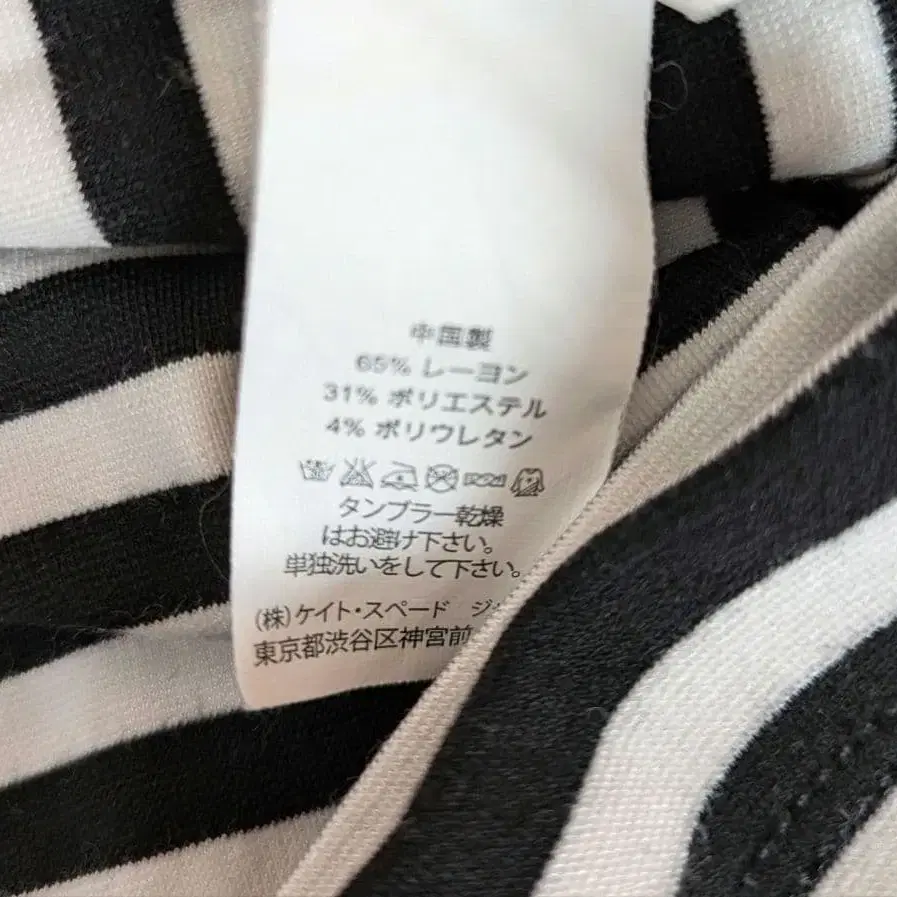 中国製
65% レーヨン
31% ポリエステル
4% ポリウレタン
タンブラー乾燥
はお避け下さい。
単独洗いをして下さい。
(株)ケイト・スペード ジ
東京都渋谷区神宮前